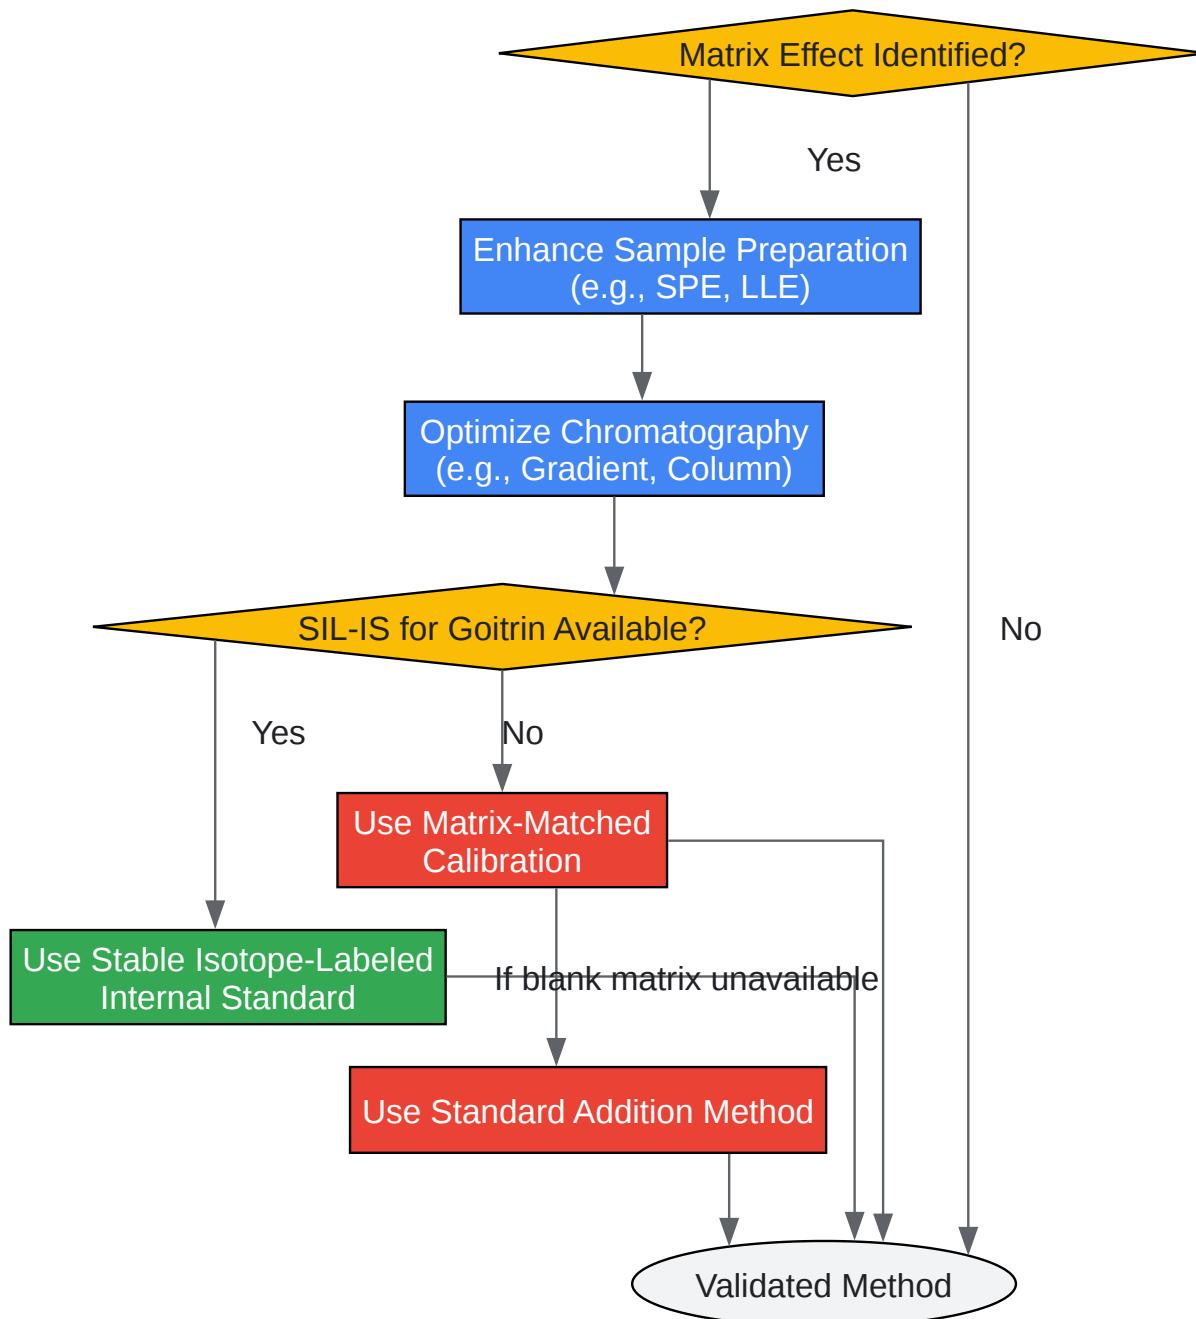 Matrix Effect Identified?
Yes
Enhance Sample Preparation
(e.g., SPE, LLE)
Optimize Chromatography
(e.g., Gradient, Column)
SIL-IS for Goitrin Available?
No
Yes
No
Use Matrix-Matched
Calibration
Use Stable Isotope-Labeled
Internal Standard
If blank matrix unavailable
Use Standard Addition Method
Validated Method